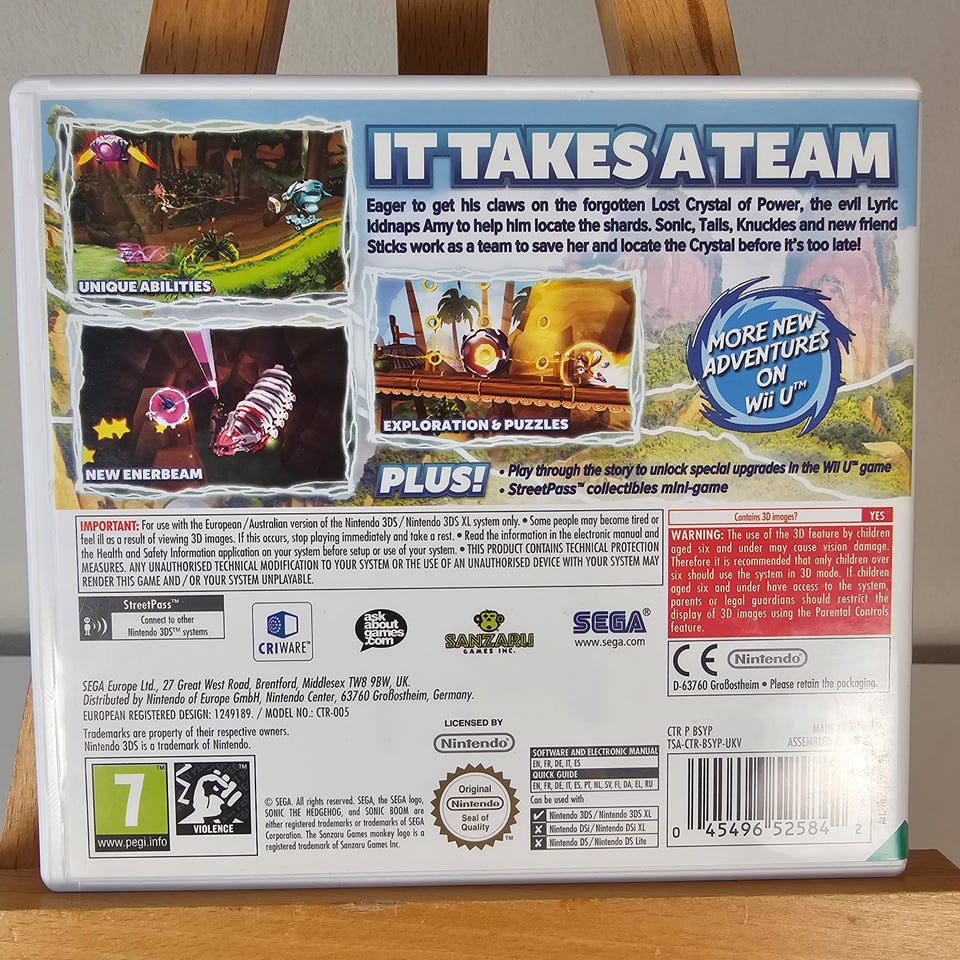 IT TAKES A TEAM
Eager to get his claws on the forgotten Lost Crystal of Power, the evil Lyric
kidnaps Amy to help him locate the shards. Sonic, Tails, Knuckles and new friend
Sticks work as a team to save her and locate the Crystal before it's too late!
UNIQUE ABILITIES
NEW ENERBEAM
EXPLORATION & PUZZLES
MORE NEW
ADVENTURES
ON
Wii U™
PLUS!
• Play through the story to unlock special upgrades in the Wii U™ game
• StreetPass™ collectibles mini-game
IMPORTANT: For use with the European/Australian version of the Nintendo 3DS/Nintendo 3DS XL system only. • Some people may become tired or
feel ill as a result of viewing 3D images. If this occurs, stop playing immediately and take a rest. • Read the information in the electronic manual and
the Health and Safety Information application on your system before setup or use of your system. • THIS PRODUCT CONTAINS TECHNICAL PROTECTION
MEASURES. ANY UNAUTHORISED TECHNICAL MODIFICATION TO YOUR SYSTEM OR THE USE OF AN UNAUTHORISED DEVICE WITH YOUR SYSTEM MAY
RENDER THIS GAME AND/OR YOUR SYSTEM UNPLAYABLE.
Contains 3D images? YES
WARNING: The use of the 3D feature by children
aged six and under may cause vision damage.
Therefore it is recommended that only children over
six should use the system in 3D mode. If children
aged six and under have access to the system,
parents or legal guardians should restrict the
display of 3D images using the Parental Controls
feature.
StreetPass™
Connect to other
Nintendo 3DS™ systems
CRIWARE™
ask
about
games
.com
SANZARU
GAMES INC.
SEGA®
www.sega.com
CE Nintendo®
D-63760 Großostheim • Please retain the packaging.
SEGA Europe Ltd., 27 Great West Road, Brentford, Middlesex TW8 9BW, UK.
Distributed by Nintendo of Europe GmbH, Nintendo Center, 63760 Großostheim, Germany.
EUROPEAN REGISTERED DESIGN: 1249189. / MODEL NO.: CTR-005
Trademarks are property of their respective owners.
Nintendo 3DS is a trademark of Nintendo.
LICENSED BY
Nintendo®
CTR P BSYP
TSA-CTR-BSYP-UKV
MADE
ASSEMBLED
7
™
www.pegi.info
VIOLENCE
™
© SEGA. All rights reserved. SEGA, the SEGA logo,
SONIC THE HEDGEHOG, and SONIC BOOM are
either registered trademarks or trademarks of SEGA
Corporation. The Sanzaru Games monkey logo is a
registered trademark of Sanzaru Games Inc.
Original
Nintendo®
Seal of
Quality
™
SOFTWARE AND ELECTRONIC MANUAL
EN, FR, DE, IT, ES
QUICK GUIDE
EN, FR, DE, IT, ES, PT, NL, SV, FI, DA, EL, RU
Can be used with
✓ Nintendo 3DS/Nintendo 3DS XL
✗ Nintendo DSi/Nintendo DSi XL
✗ Nintendo DS/Nintendo DS Lite
0 45496 52584 2